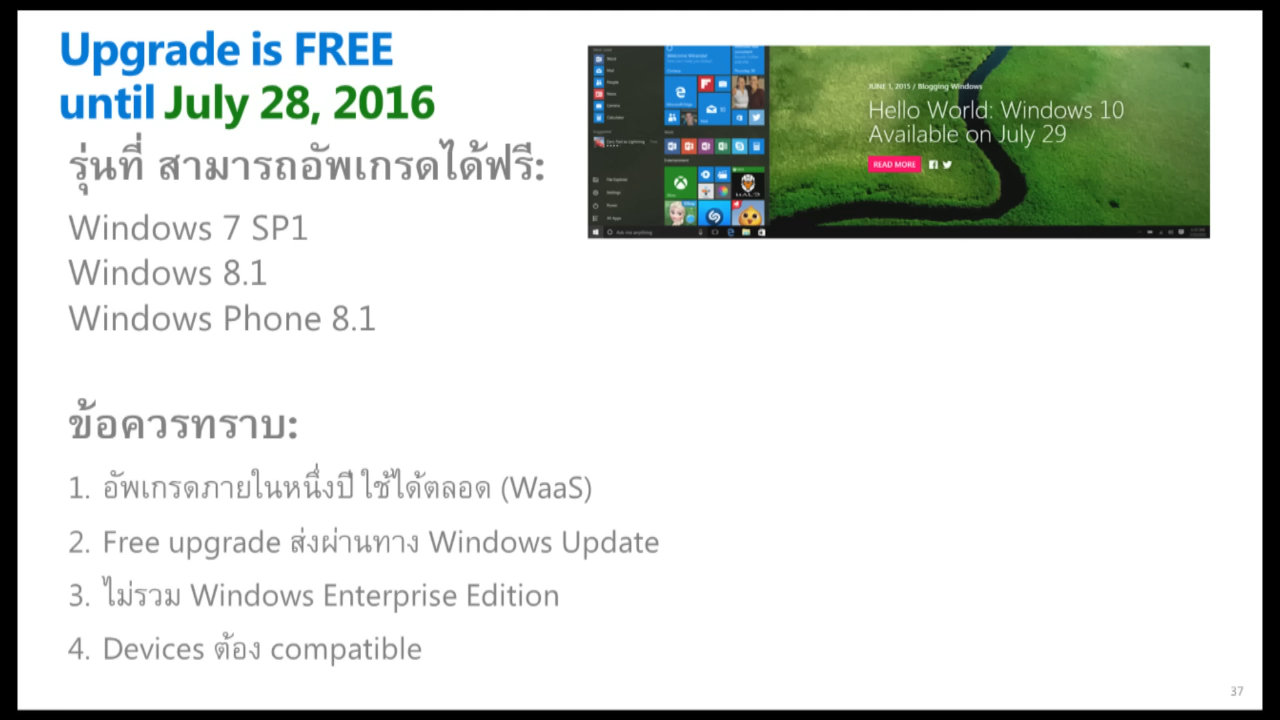 Upgrade is FREE
until July 28, 2016
รุ่นที่ สามารถอัพเกรดได้ฟรี:
Windows 7 SP1
Windows 8.1
Windows Phone 8.1
JUNE 1, 2015 / Blogging Windows
Hello World: Windows 10
Available on July 29
READ MORE
Ask me anything
ข้อควรทราบ:
1. อัพเกรดภายในหนึ่งปี ใช้ได้ตลอด (WaaS)
2. Free upgrade ส่งผ่านทาง Windows Update
3. ไม่รวม Windows Enterprise Edition
4. Devices ต้อง compatible
37